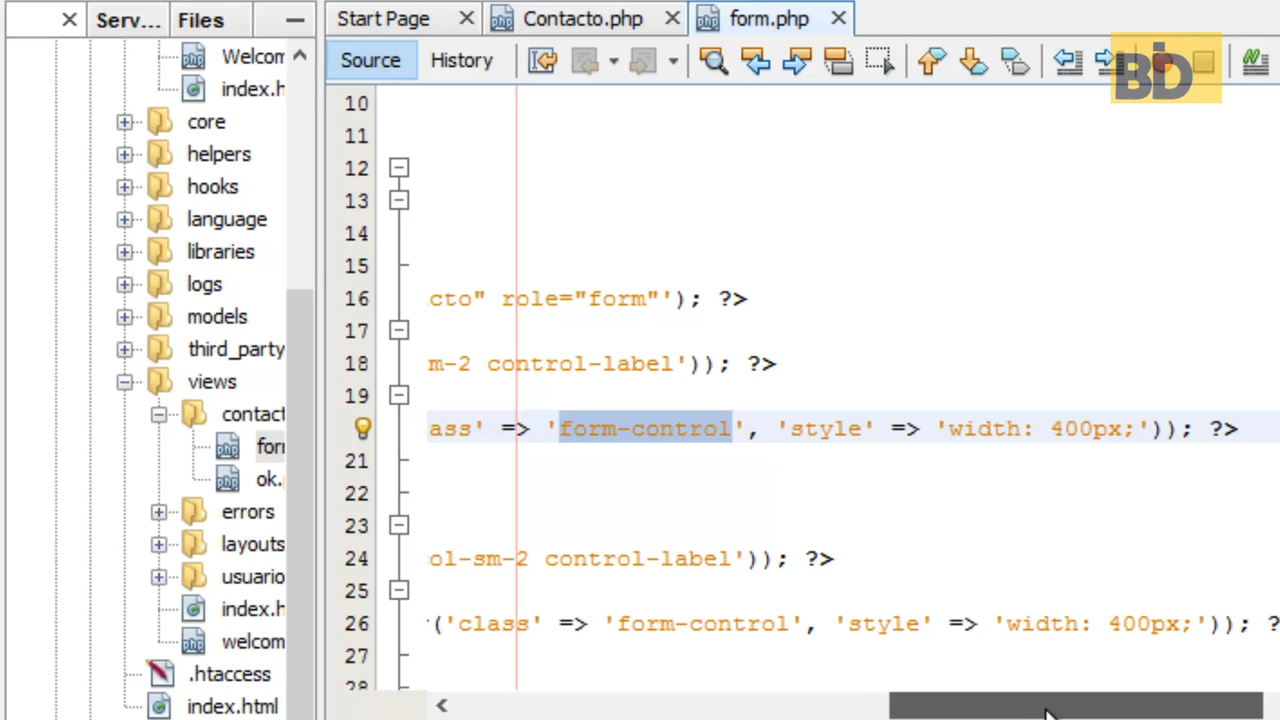 Serv...
Files
Start Page
Contacto.php
form.php
Source
History
BD
Welcom
index.h
core
helpers
hooks
language
libraries
logs
models
third_party
views
contact
for
ok.
errors
layouts
usuario
index.h
welcom
.htaccess
index.html
10
11
12
13
14
15
16 cto" role="form"'); ?>
17
18 m-2 control-label')); ?>
19
ass' => 'form-control', 'style' => 'width: 400px;')); ?>
21
22
23
24 ol-sm-2 control-label')); ?>
25
26 ('class' => 'form-control', 'style' => 'width: 400px;')); ?
27
28